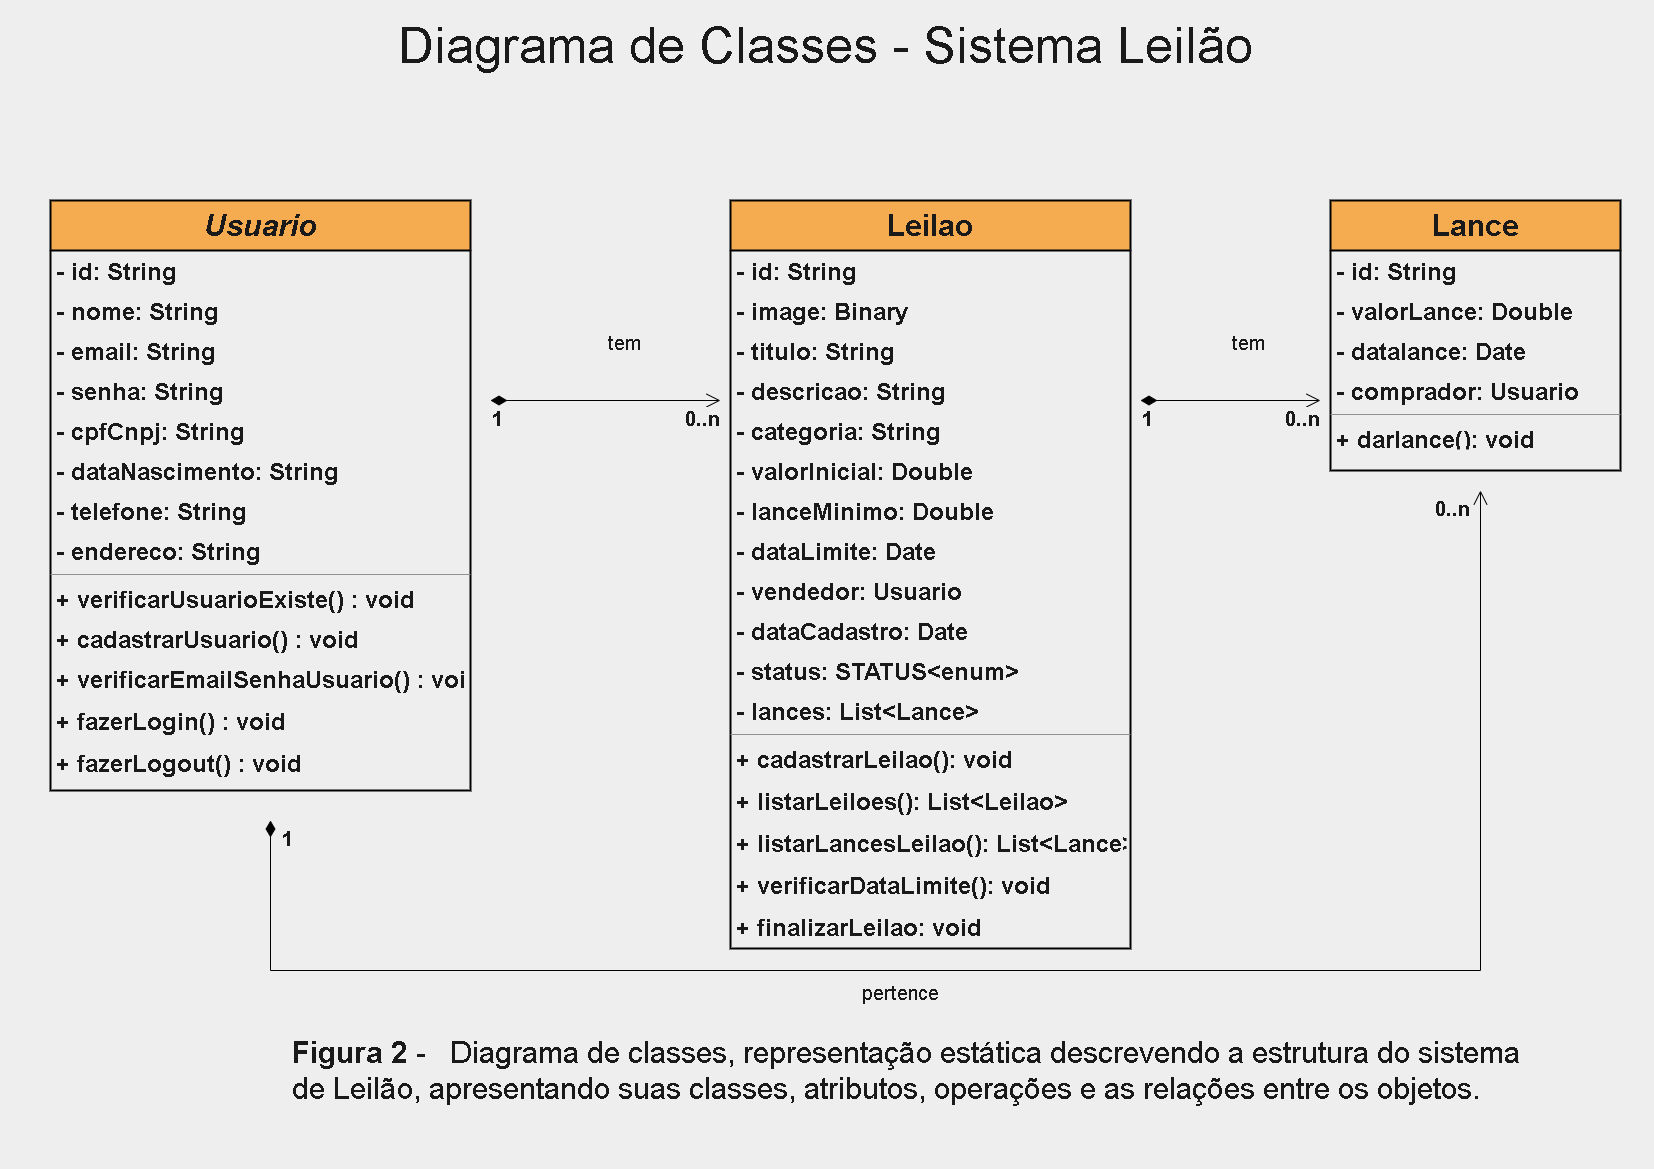 Diagrama de Classes - Sistema Leilão
Usuario
- id: String
- nome: String
- email: String
- senha: String
- cpfCnpj: String
- dataNascimento: String
- telefone: String
- endereco: String
+ verificarUsuarioExiste() : void
+ cadastrarUsuario() : void
+ verificarEmailSenhaUsuario() : voi
+ fazerLogin() : void
+ fazerLogout() : void
tem
1
0..n
Leilao
- id: String
- image: Binary
- titulo: String
- descricao: String
- categoria: String
- valorInicial: Double
- lanceMinimo: Double
- dataLimite: Date
- vendedor: Usuario
- dataCadastro: Date
- status: STATUS<enum>
- lances: List<Lance>
+ cadastrarLeilao(): void
+ listarLeiloes(): List<Leilao>
+ listarLancesLeilao(): List<Lance>
+ verificarDataLimite(): void
+ finalizarLeilao: void
tem
1
0..n
Lance
- id: String
- valorLance: Double
- datalance: Date
- comprador: Usuario
+ darlance(): void
0..n
1
pertence
Figura 2 - Diagrama de classes, representação estática descrevendo a estrutura do sistema
de Leilão, apresentando suas classes, atributos, operações e as relações entre os objetos.